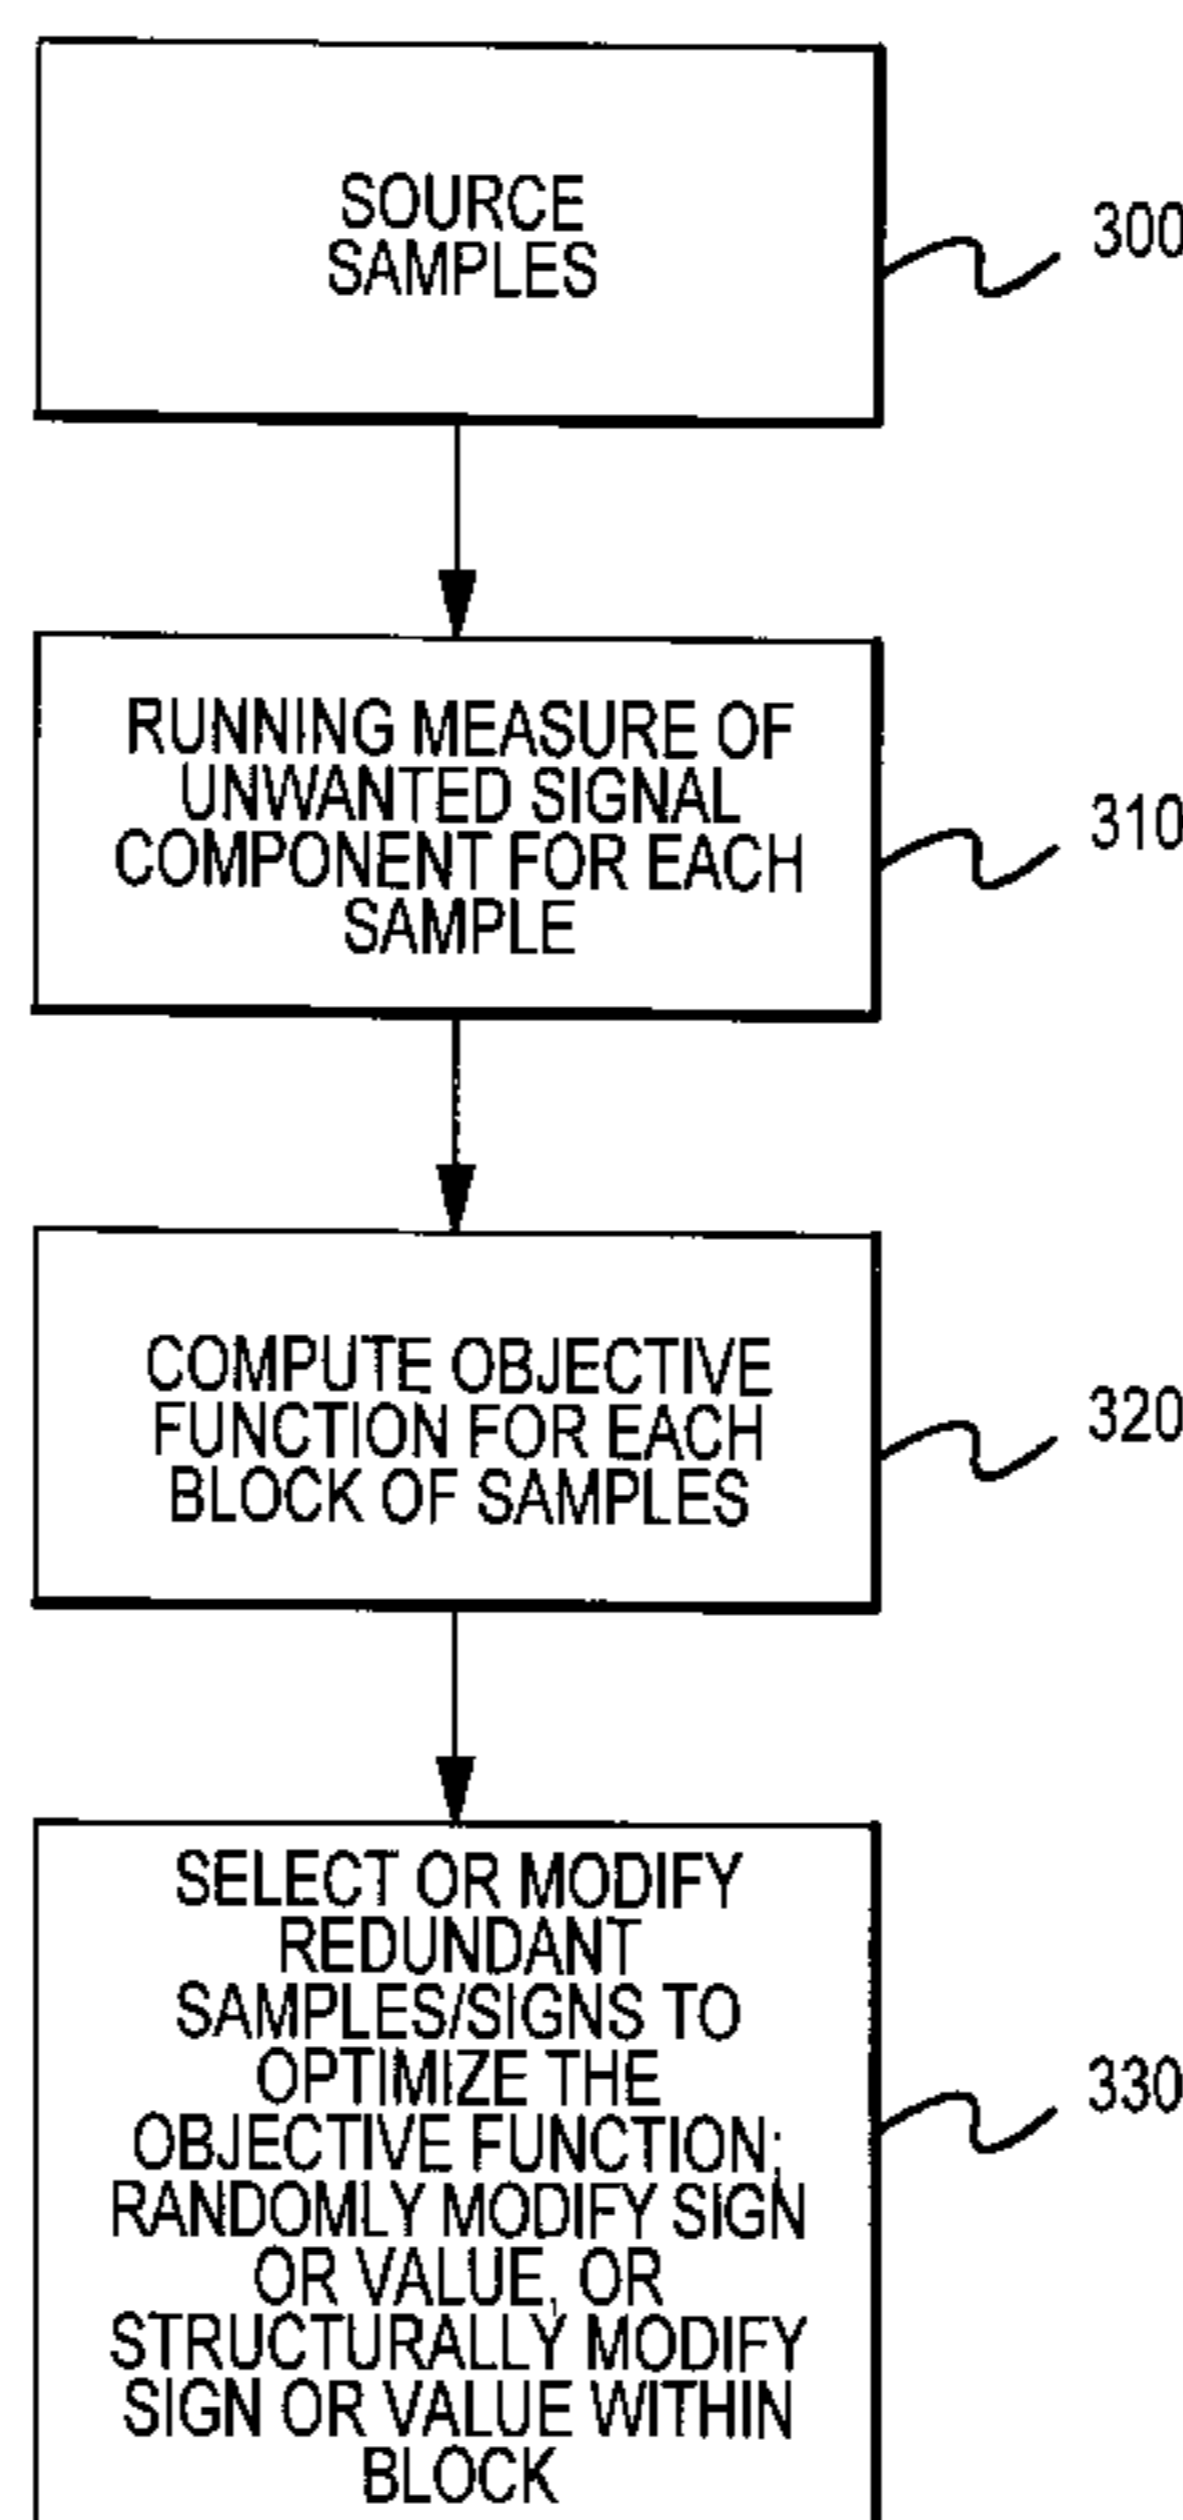 SOURCE
SAMPLES
300
RUNNING MEASURE OF
UNWANTED SIGNAL
COMPONENT FOR EACH
SAMPLE
310
COMPUTE OBJECTIVE
FUNCTION FOR EACH
BLOCK OF SAMPLES
320
SELECT OR MODIFY
REDUNDANT
SAMPLES/SIGNS TO
OPTIMIZE THE
OBJECTIVE FUNCTION;
RANDOMLY MODIFY SIGN
OR VALUE, OR
STRUCTURALLY MODIFY
SIGN OR VALUE WITHIN
BLOCK
330